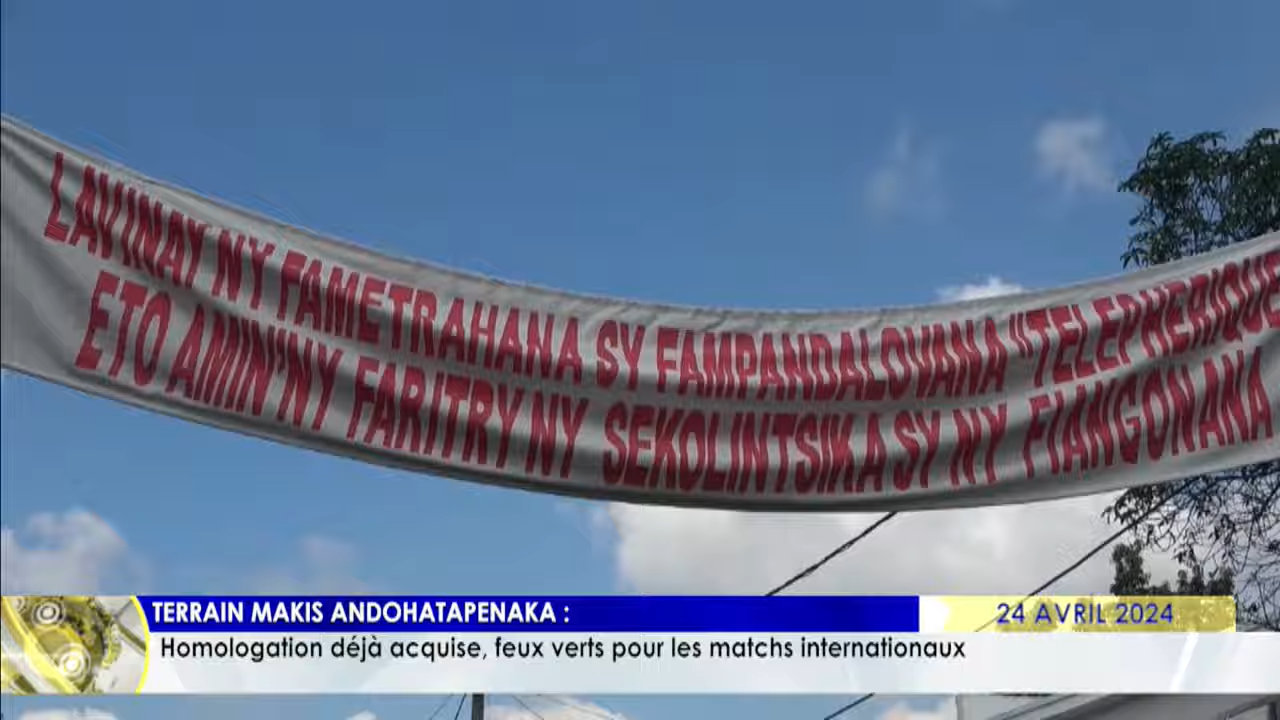 LAVINAY NY FAMETRAHANA SY FAMPANDALOVANA "TELEPHERIQUE
ETO AMIN'NY FARITRY NY SEKOLINTSIKA SY NY FIANGONANA
TERRAIN MAKIS ANDOHATAPENAKA :
24 AVRIL 2024
Homologation déjà acquise, feux verts pour les matchs internationaux